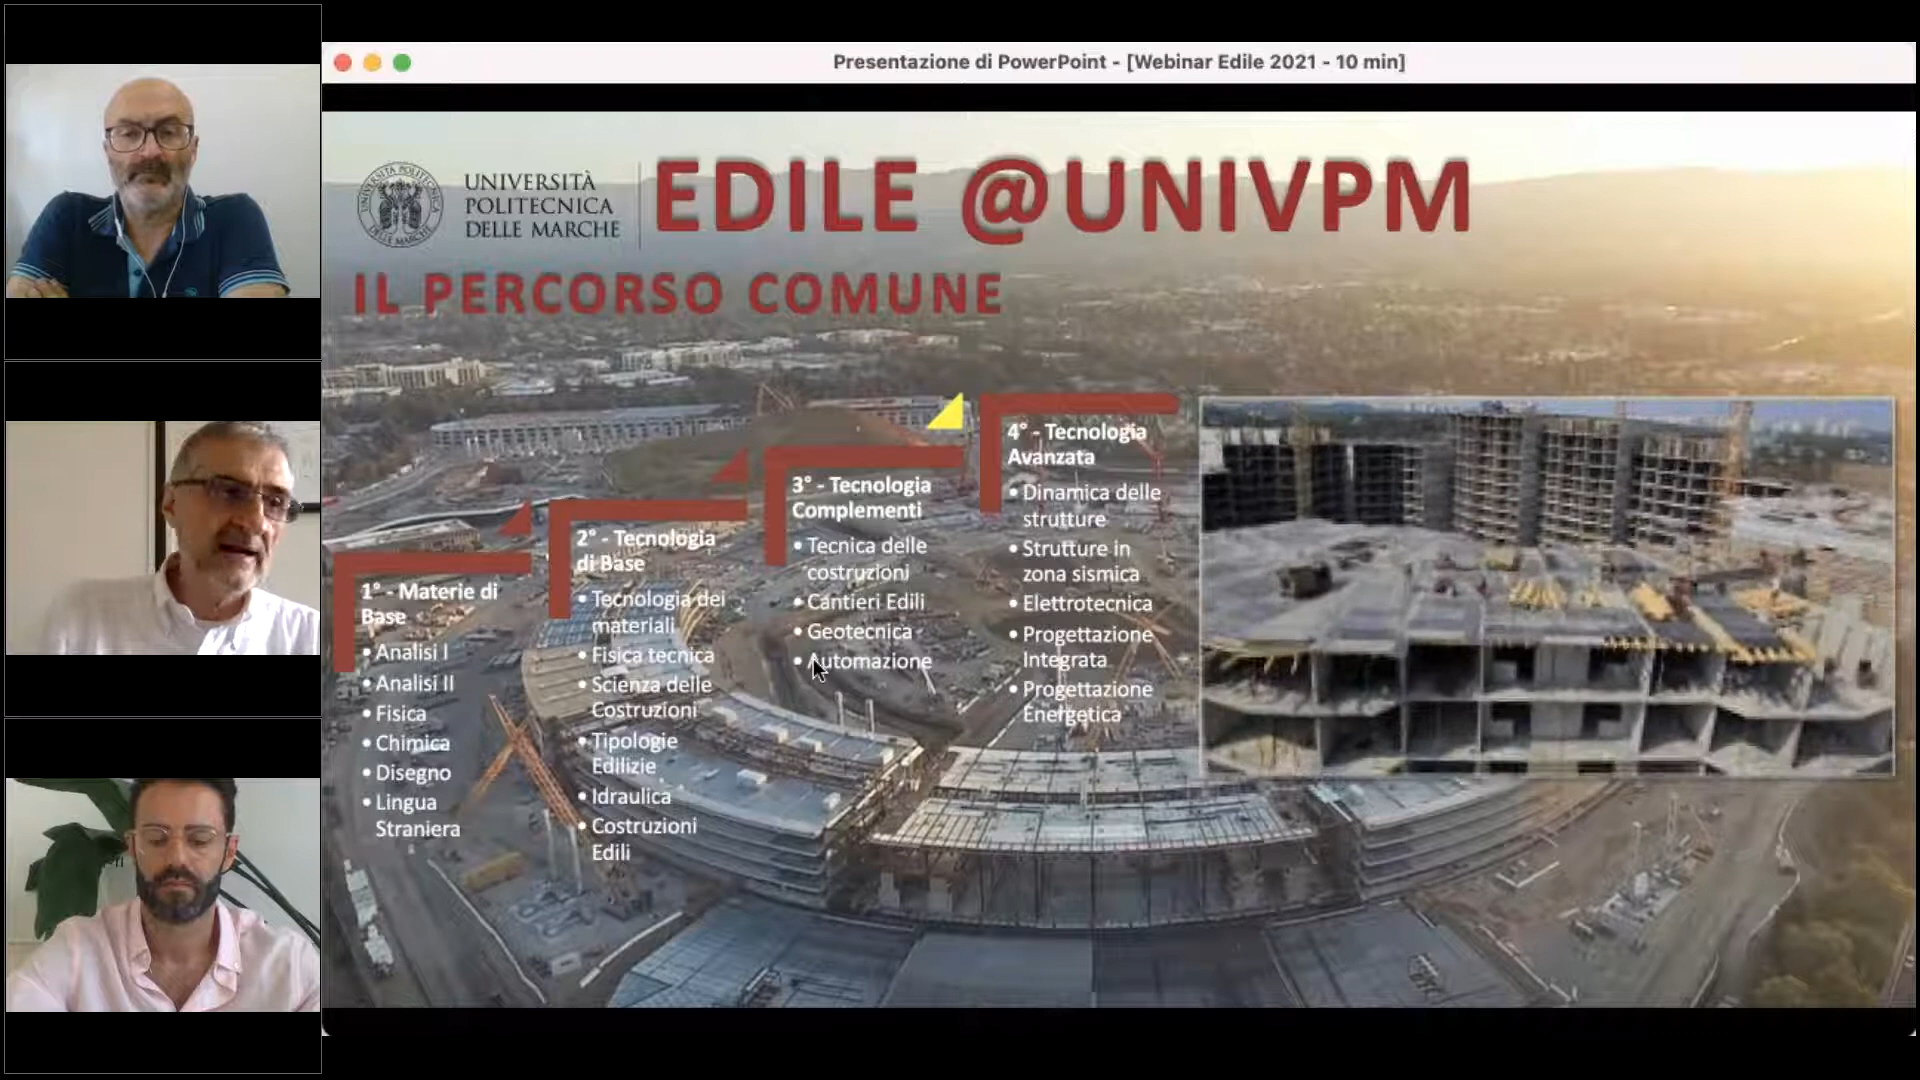 Presentazione di PowerPoint - [Webinar Edile 2021 - 10 min]
UNIVERSITÀ
POLITECNICA
DELLE MARCHE
EDILE @UNIVPM
IL PERCORSO COMUNE
1° - Materie di
Base
• Analisi I
• Analisi II
• Fisica
• Chimica
• Disegno
• Lingua
Straniera
2° - Tecnologia
di Base
• Tecnologia dei
materiali
• Fisica tecnica
• Scienza delle
Costruzioni
• Tipologie
Edilizie
• Idraulica
• Costruzioni
Edili
3° - Tecnologia
Complementi
• Tecnica delle
costruzioni
• Cantieri Edili
• Geotecnica
• Automazione
4° - Tecnologia
Avanzata
• Dinamica delle
strutture
• Strutture in
zona sismica
• Elettrotecnica
• Progettazione
Integrata
• Progettazione
Energetica